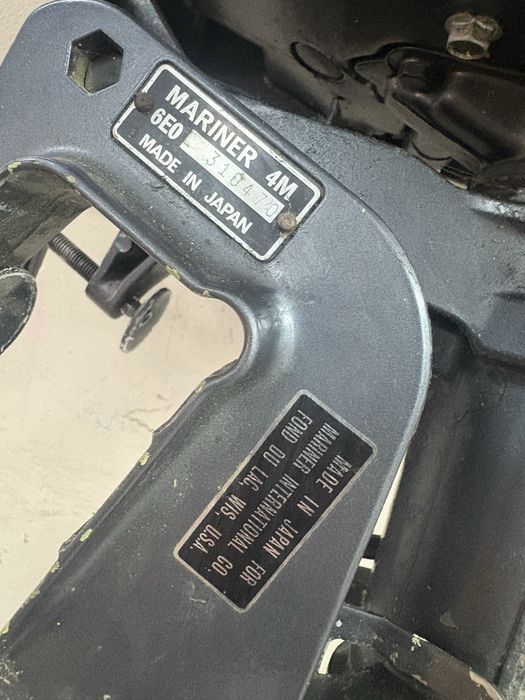 MARINER 4M
6E0 310470
MADE IN JAPAN
MADE IN JAPAN FOR
MARINER INTERNATIONAL CO.
FOND DU LAC, WIS, U.S.A.